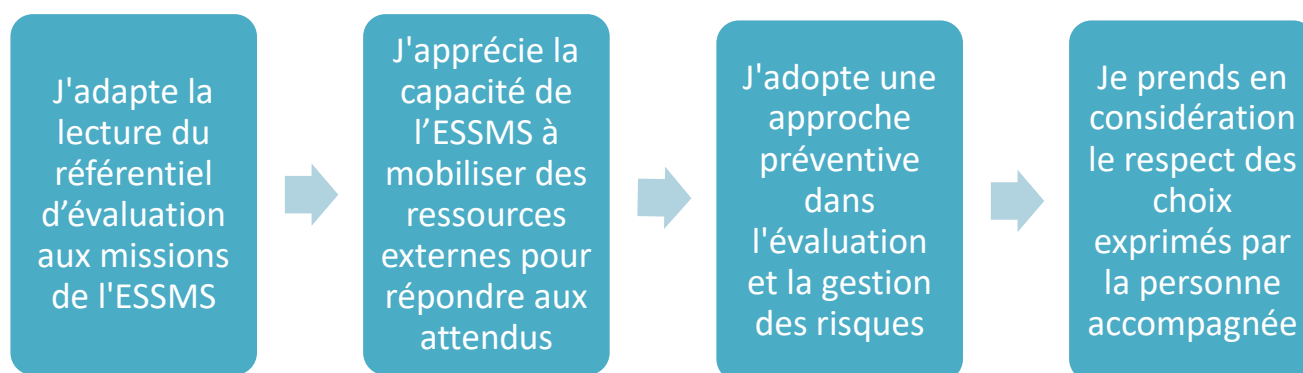 J'adapte la
lecture du
référentiel
d’évaluation
aux missions
de l'ESSMS
J'apprécie la
capacité de
l’ESSMS à
mobiliser des
ressources
externes pour
répondre aux
attendus
J'adopte une
approche
préventive
dans
l'évaluation
et la gestion
des risques
Je prends en
considération
le respect des
choix
exprimés par
la personne
accompagnée